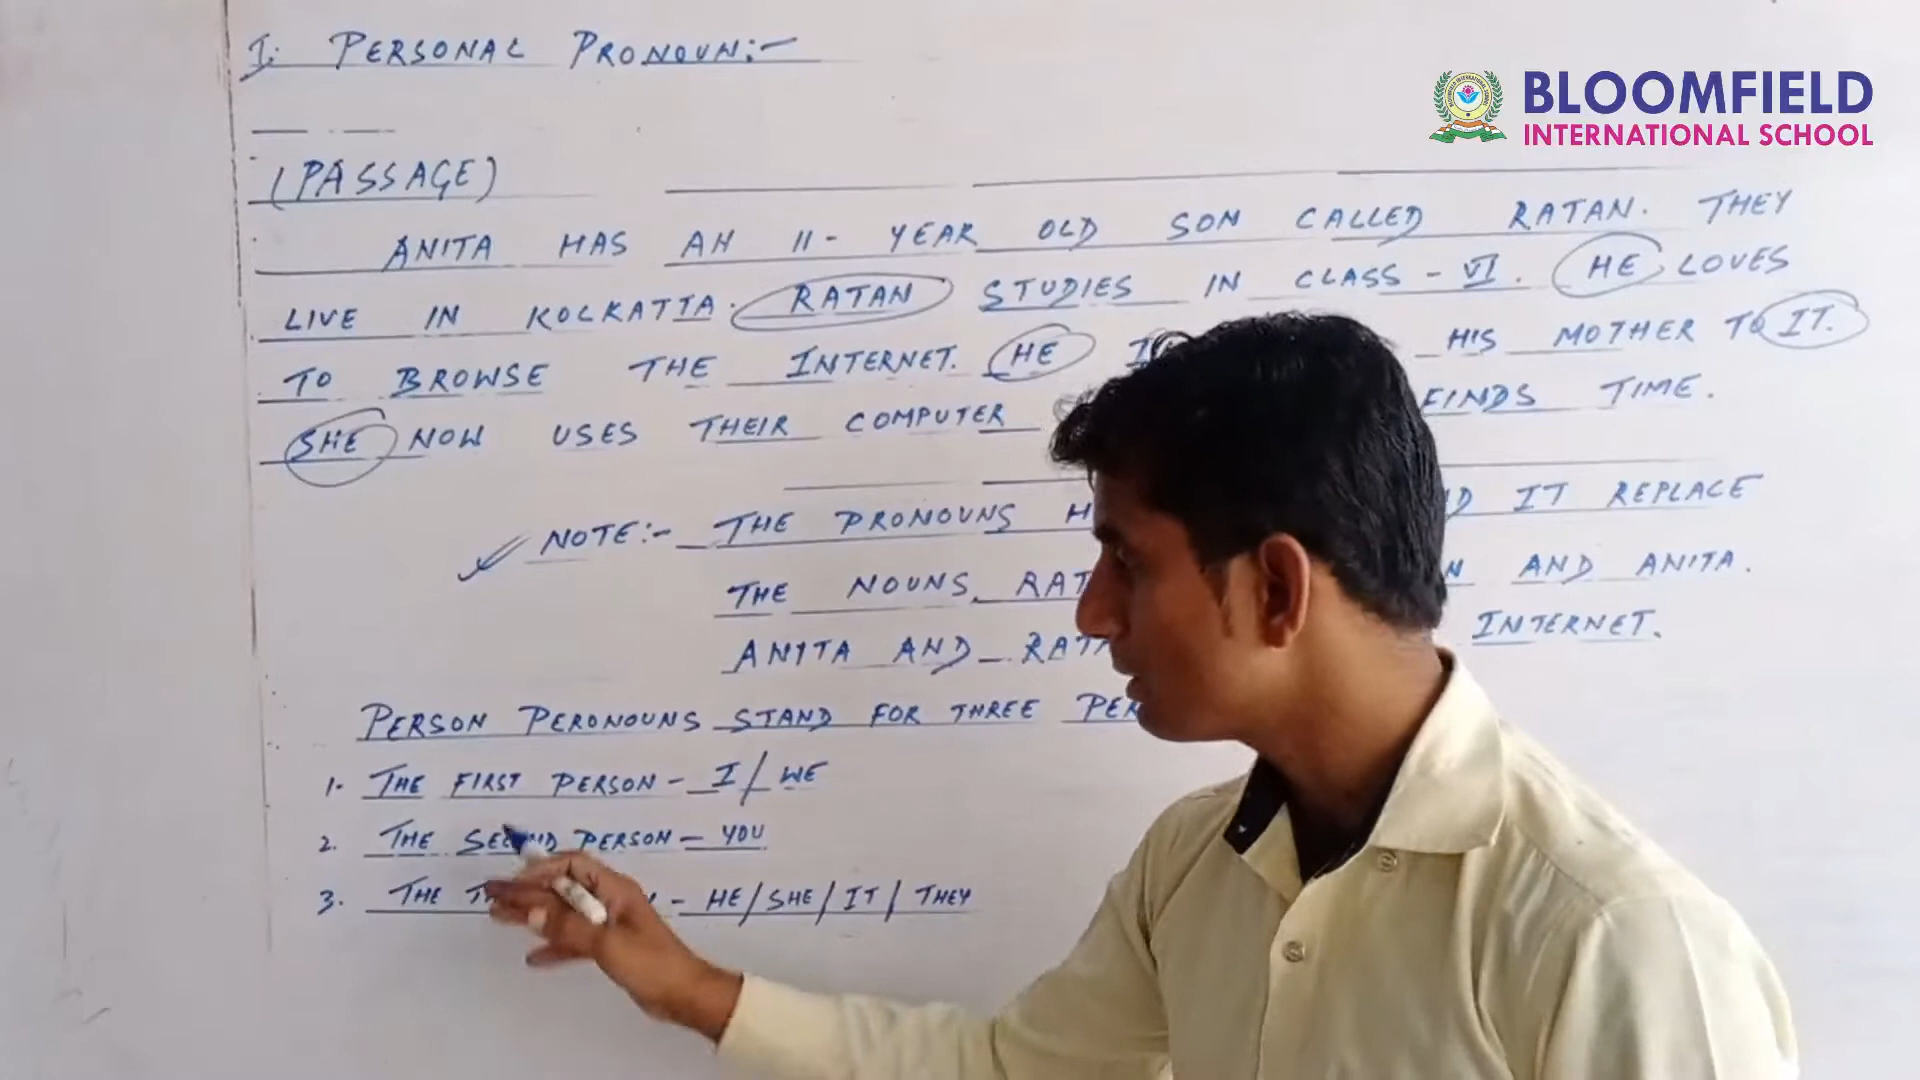 I. PERSONAL PRONOUN:-
BLOOMFIELD
INTERNATIONAL SCHOOL
(PASSAGE)
ANITA HAS AN 11-YEAR OLD SON CALLED RATAN. THEY
LIVE IN KOLKATTA. RATAN STUDIES IN CLASS-VI. HE LOVES
TO BROWSE THE INTERNET. HE HIS MOTHER TO IT.
SHE NOW USES THEIR COMPUTER FINDS TIME.
NOTE:- THE PRONOUNS IT REPLACE
THE NOUNS, AND ANITA.
ANITA AND INTERNET.
PERSON PERONOUNS STAND FOR THREE
1. THE FIRST PERSON - I/WE
2. THE SECOND PERSON - YOU
3. THE - HE/SHE/IT/THEY